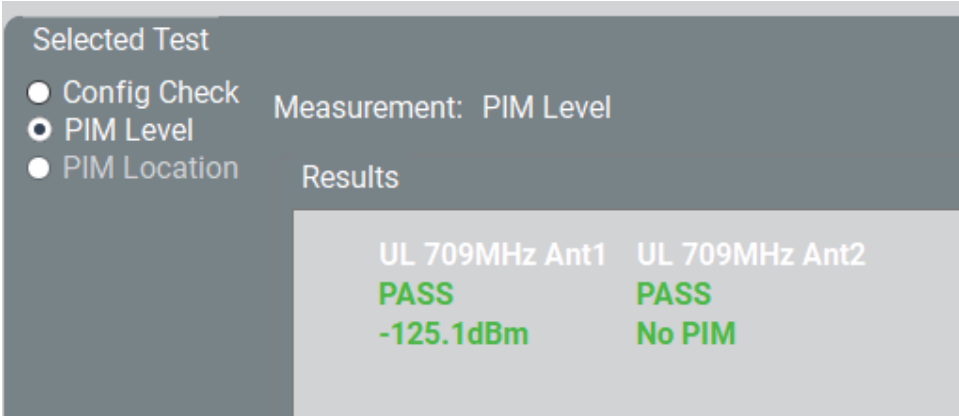 Selected Test
Config Check
PIM Level
PIM Location
Measurement: PIM Level
Results
UL 709MHz Ant1 UL 709MHz Ant2
PASS PASS
-125.1dBm No PIM